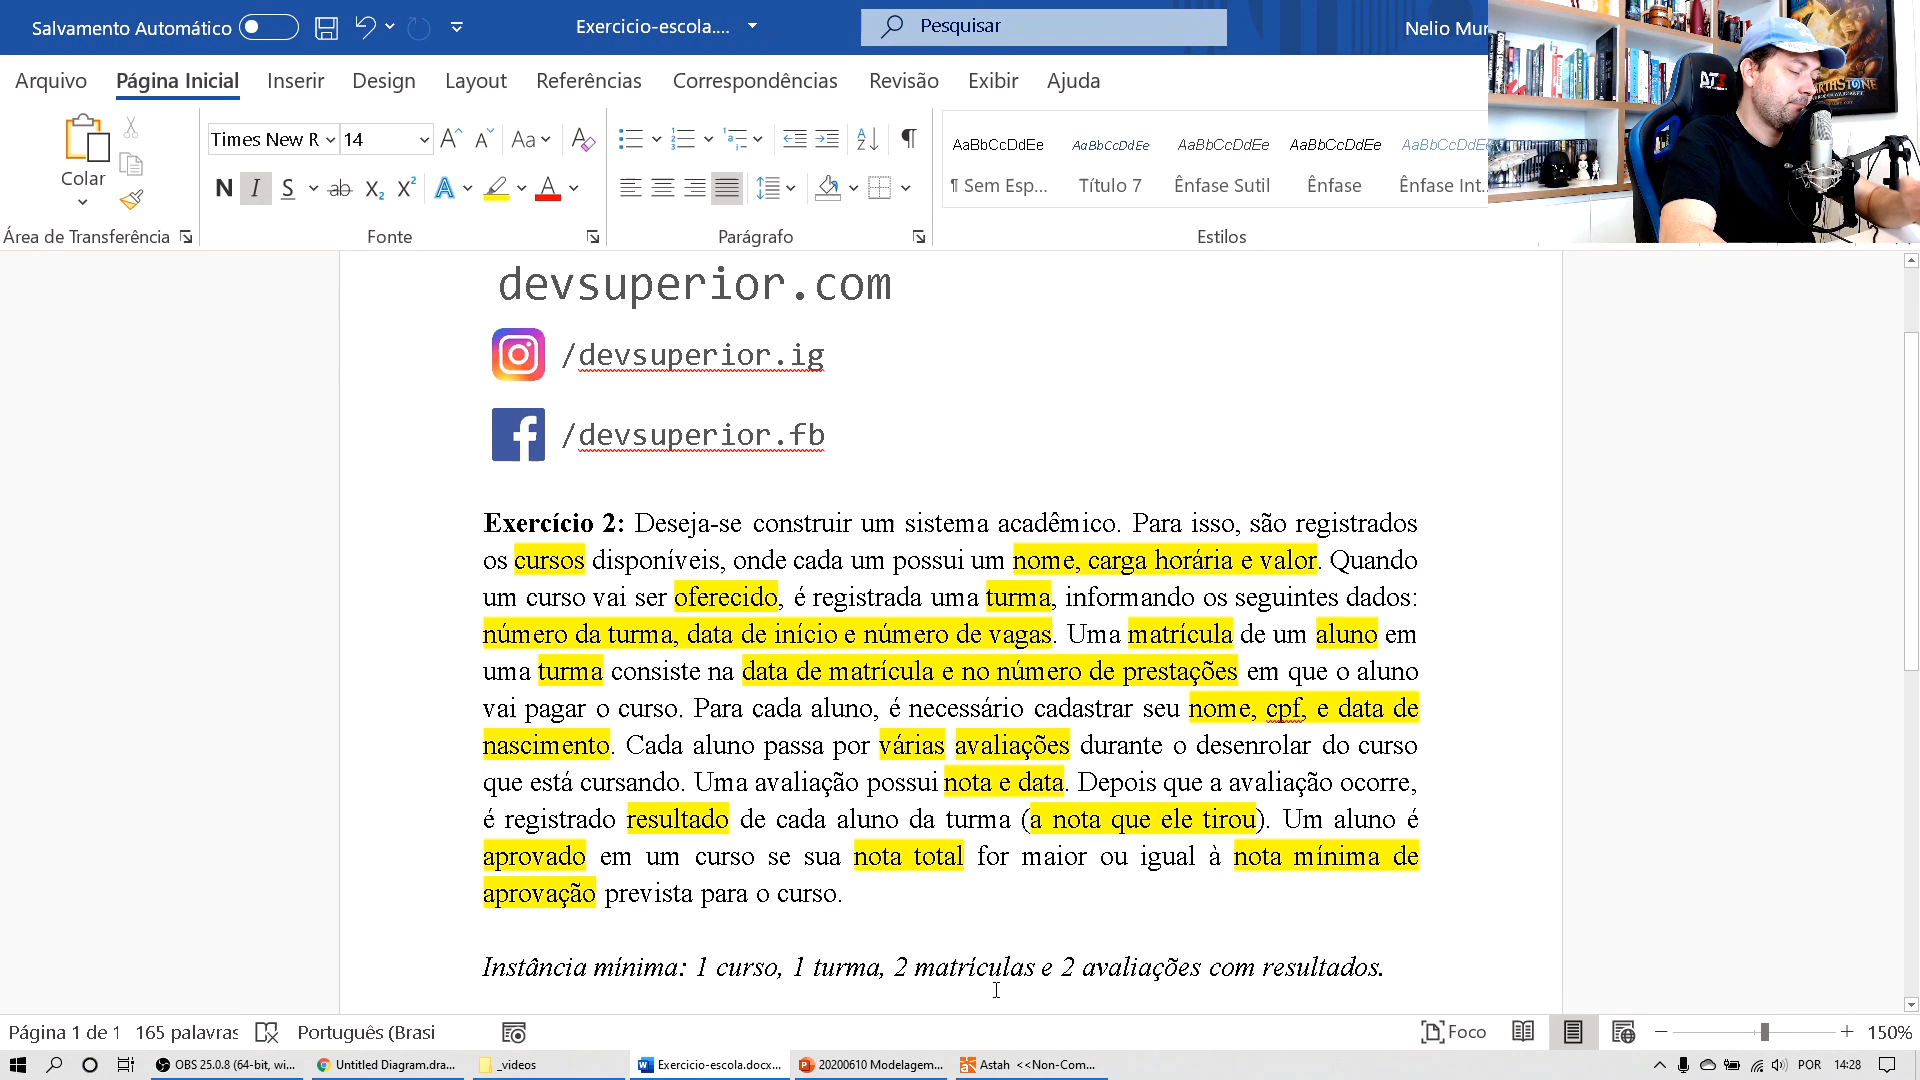 Salvamento Automático
Exercicio-escola....
Pesquisar
Nelio Mur
Arquivo
Página Inicial
Inserir
Design
Layout
Referências
Correspondências
Revisão
Exibir
Ajuda
Colar
Área de Transferência
Times New R
14
Fonte
Parágrafo
AaBbCcDdEe
¶ Sem Esp...
AaBbCcDdEe
Título 7
AaBbCcDdEe
Ênfase Sutil
AaBbCcDdEe
Ênfase
AaBbCcDdEe
Ênfase Int...
Estilos
devsuperior.com
/devsuperior.ig
/devsuperior.fb
Exercício 2: Deseja-se construir um sistema acadêmico. Para isso, são registrados
os cursos disponíveis, onde cada um possui um nome, carga horária e valor. Quando
um curso vai ser oferecido, é registrada uma turma, informando os seguintes dados:
número da turma, data de início e número de vagas. Uma matrícula de um aluno em
uma turma consiste na data de matrícula e no número de prestações em que o aluno
vai pagar o curso. Para cada aluno, é necessário cadastrar seu nome, cpf, e data de
nascimento. Cada aluno passa por várias avaliações durante o desenrolar do curso
que está cursando. Uma avaliação possui nota e data. Depois que a avaliação ocorre,
é registrado resultado de cada aluno da turma (a nota que ele tirou). Um aluno é
aprovado em um curso se sua nota total for maior ou igual à nota mínima de
aprovação prevista para o curso.
Instância mínima: 1 curso, 1 turma, 2 matrículas e 2 avaliações com resultados.
Página 1 de 1
165 palavras
Português (Brasi
Foco
150%
OBS 25.0.8 (64-bit, wi...
Untitled Diagram.dra...
_videos
Exercicio-escola.docx...
20200610 Modelagem...
Astah <<Non-Com...
POR
14:28